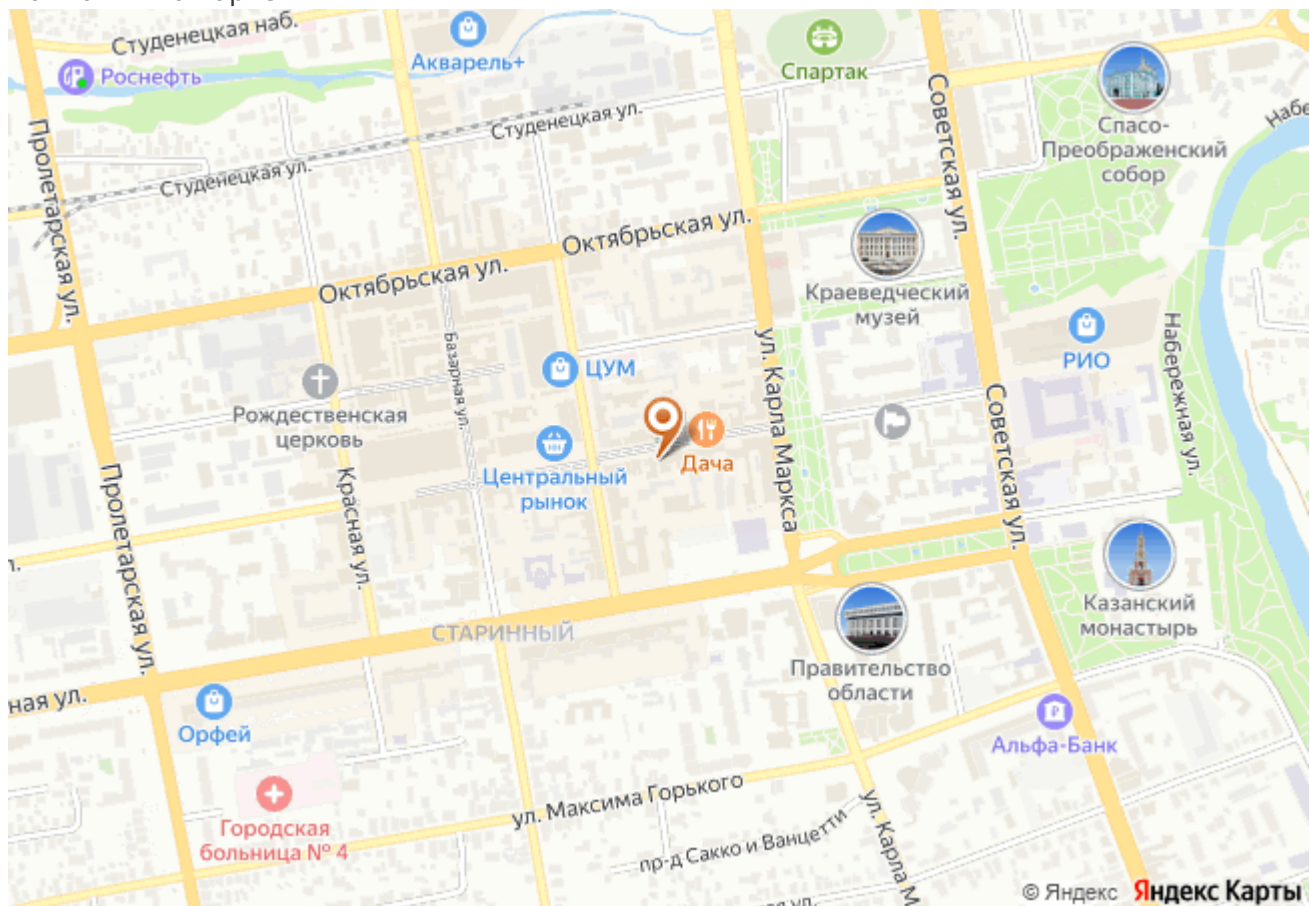 Студенецкая наб.
Роснефть
Акварель+
Спартак
Студенецкая ул.
Студенецкая ул.
Пролетарская ул.
Советская ул.
Спасо-
Преображенский
собор
Октябрьская ул.
Октябрьская ул.
Краеведческий
музей
Базарная ул.
ЦУМ
ул. Карла Маркса
РИО
Набережная ул.
Рождественская
церковь
Центральный
рынок
Дача
Советская ул.
Пролетарская ул.
Красная ул.
Казанский
монастырь
СТАРИННЫЙ
Правительство
области
ная ул.
Орфей
Альфа-Банк
Городская
больница № 4
ул. Максима Горького
пр-д Сакко и Ванцетти
ул. Карла М
© Яндекс Яндекс Карты